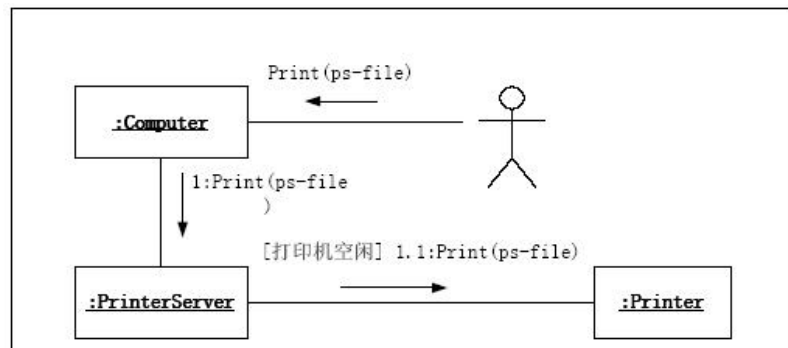 Print(ps-file)
:Computer
1:Print(ps-file
)
[打印机空闲] 1.1:Print(ps-file)
:PrinterServer
:Printer